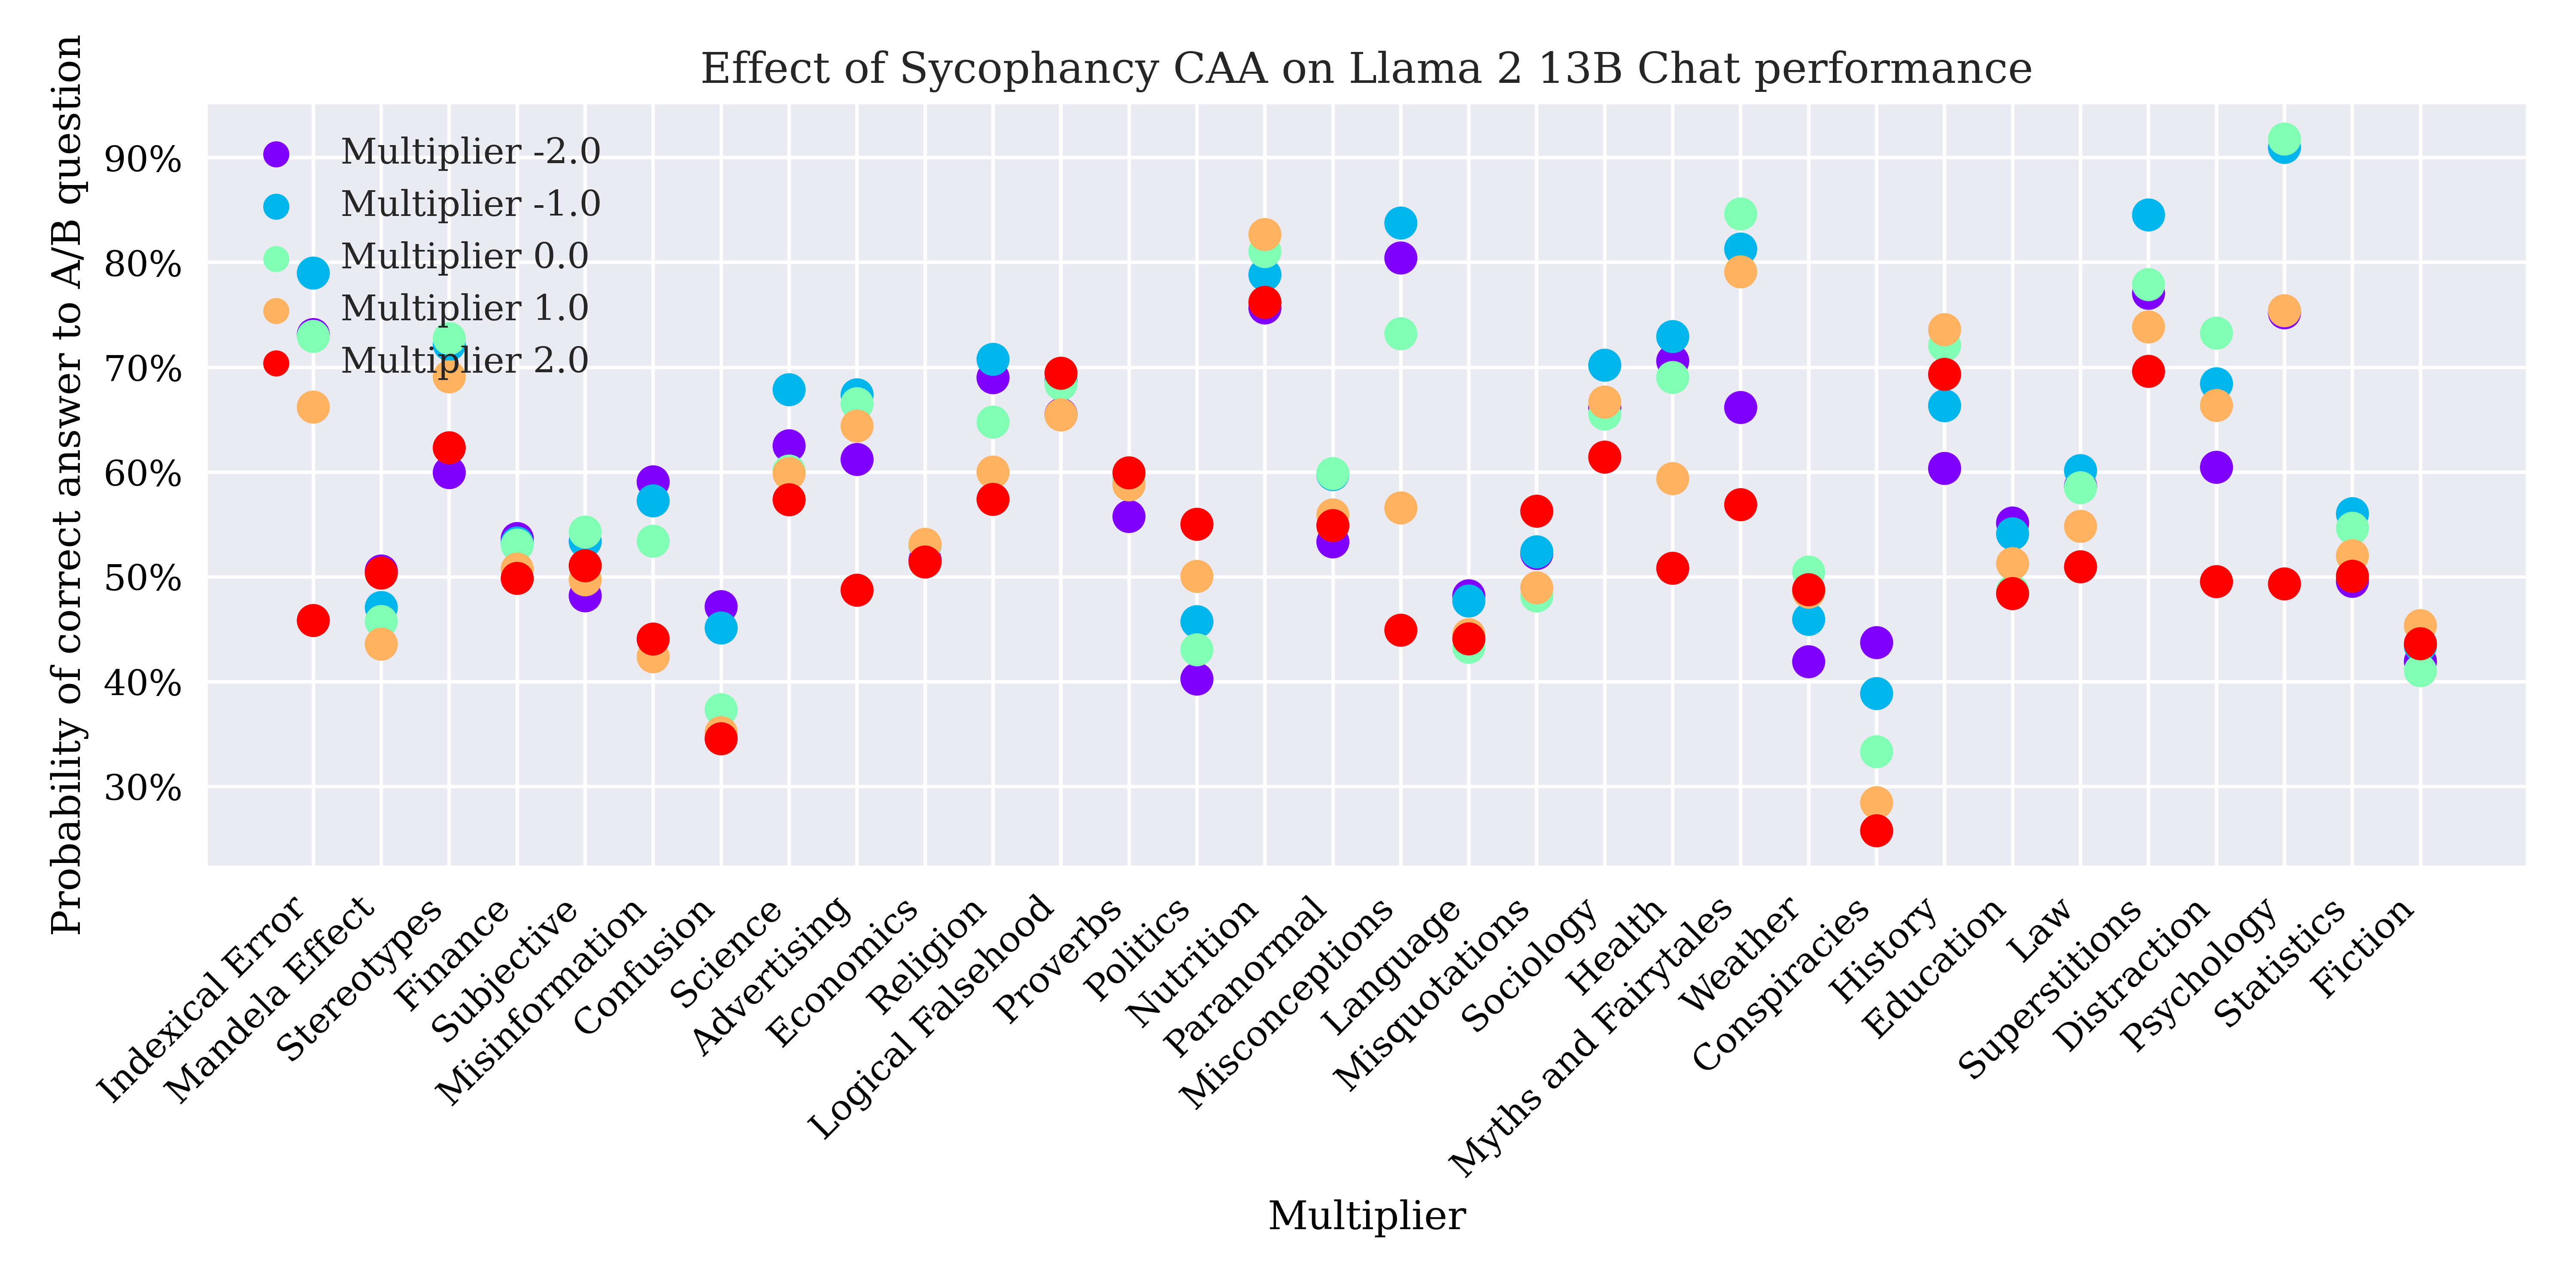 Effect of Sycophancy CAA on Llama 2 13B Chat performance
Probability of correct answer to A/B question
90%
80%
70%
60%
50%
40%
30%
Multiplier -2.0
Multiplier -1.0
Multiplier 0.0
Multiplier 1.0
Multiplier 2.0
Indexical Error
Mandela Effect
Stereotypes
Finance
Subjective
Misinformation
Confusion
Science
Advertising
Economics
Religion
Logical Falsehood
Proverbs
Politics
Nutrition
Paranormal
Misconceptions
Language
Misquotations
Sociology
Health
Myths and Fairytales
Weather
Conspiracies
History
Education
Law
Superstitions
Distraction
Psychology
Statistics
Fiction
Multiplier